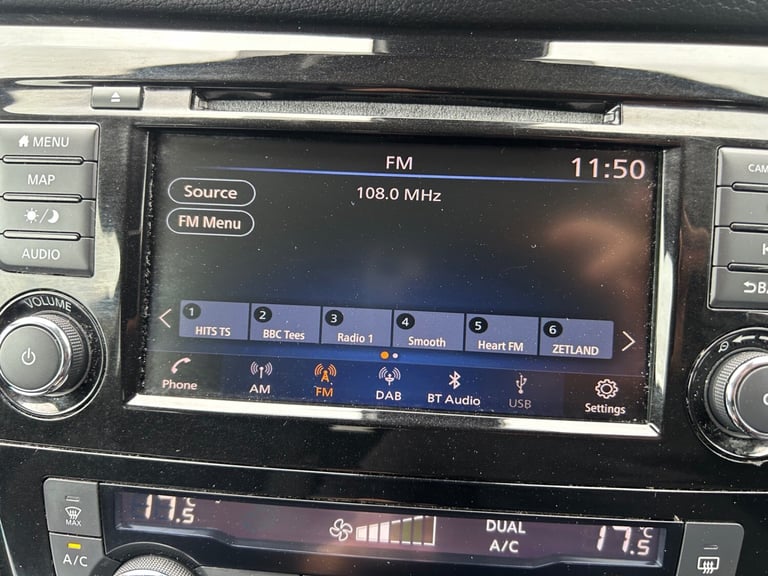 MENU
MAP
AUDIO
VOLUME
FM
11:50
Source
108.0 MHz
FM Menu
1
HITS TS
2
BBC Tees
3
Radio 1
4
Smooth
5
Heart FM
6
ZETLAND
Phone
AM
FM
DAB
BT Audio
USB
Settings
CAM
MAX
A/C
17.5°C
DUAL
A/C
17.5°C